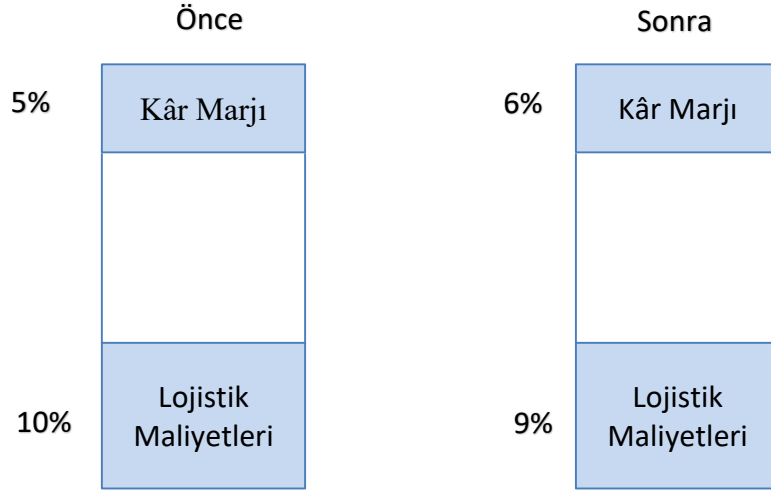 Önce
5%
Kâr Marjı
10%
Lojistik
Maliyetleri
Sonra
6%
Kâr Marjı
9%
Lojistik
Maliyetleri